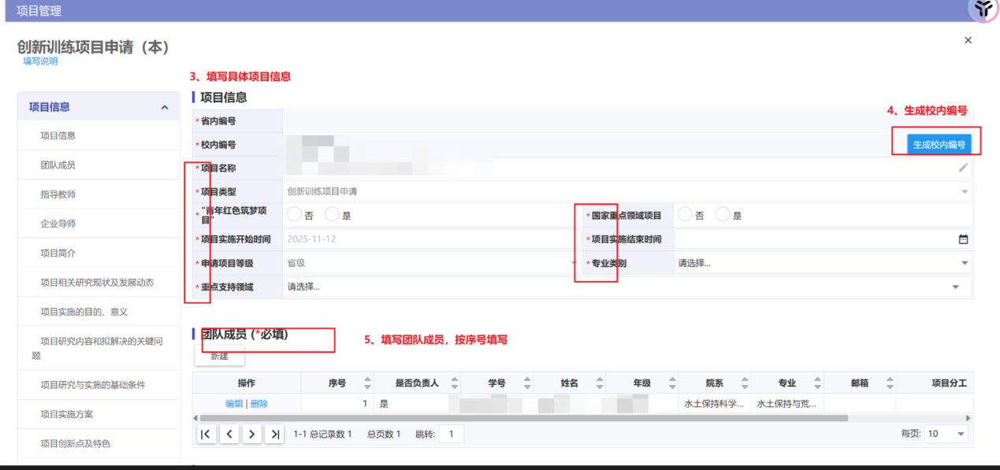 项目管理
创新训练项目申请（本）
×
填写说明
3、填写具体项目信息
项目信息
项目信息
项目信息
团队成员
指导教师
企业导师
项目简介
项目相关研究现状及发展动态
项目实施的目的、意义
项目研究内容和拟解决的关键问
题
项目研究与实施的基础条件
项目实施方案
项目创新点及特色
4、生成校内编号
*省内编号
*校内编号 生成校内编号
*项目名称
*项目类型 创新训练项目申请
*"青年红色筑梦项
目" 否 是 *国家重点领域项目 否 是
*项目实施开始时间 2025-11-12 *项目实施结束时间
*申请项目等级 省级 *专业类别 请选择...
*重点支持领域 请选择...
团队成员 (*必填)
5、填写团队成员，按序号填写
新建
操作 序号 是否负责人 学号 姓名 年级 院系 专业 邮箱 项目分工
编辑 | 删除 1 是 水土保持科学... 水土保持与荒...
1-1 总记录数 1 总页数 1 跳转: 1 每页: 10